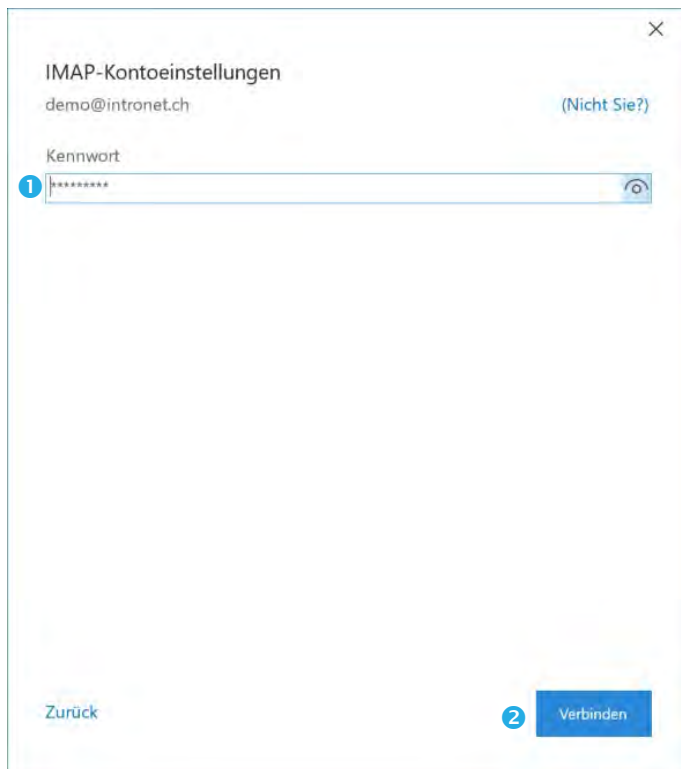 IMAP-Kontoeinstellungen
demo@intronet.ch (Nicht Sie?)
Kennwort
1 *********
Zurück 2 Verbinden